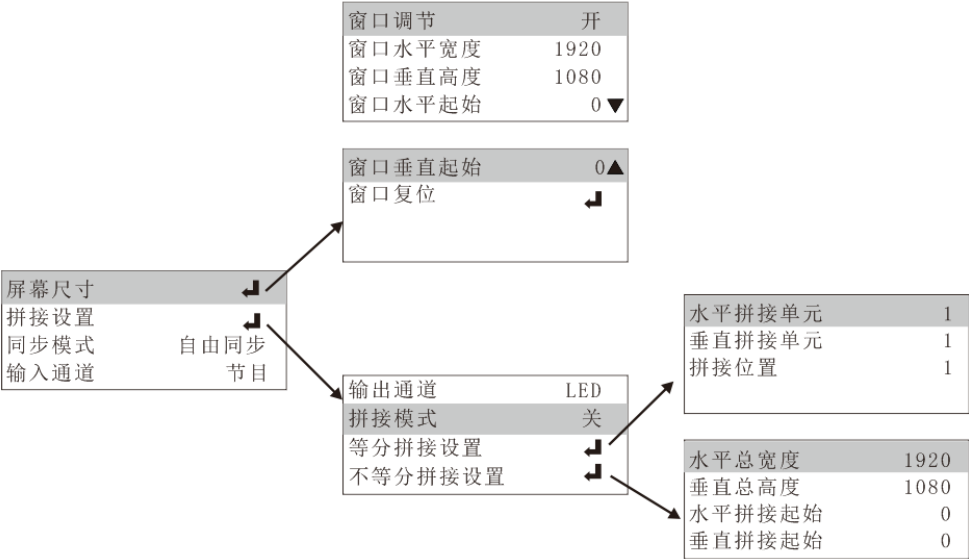 窗口调节 开
窗口水平宽度 1920
窗口垂直高度 1080
窗口水平起始 0
窗口垂直起始 0
窗口复位
屏幕尺寸
拼接设置
同步模式 自由同步
输入通道 节目
输出通道 LED
拼接模式 关
等分拼接设置
不等分拼接设置
水平拼接单元 1
垂直拼接单元 1
拼接位置 1
水平总宽度 1920
垂直总高度 1080
水平拼接起始 0
垂直拼接起始 0